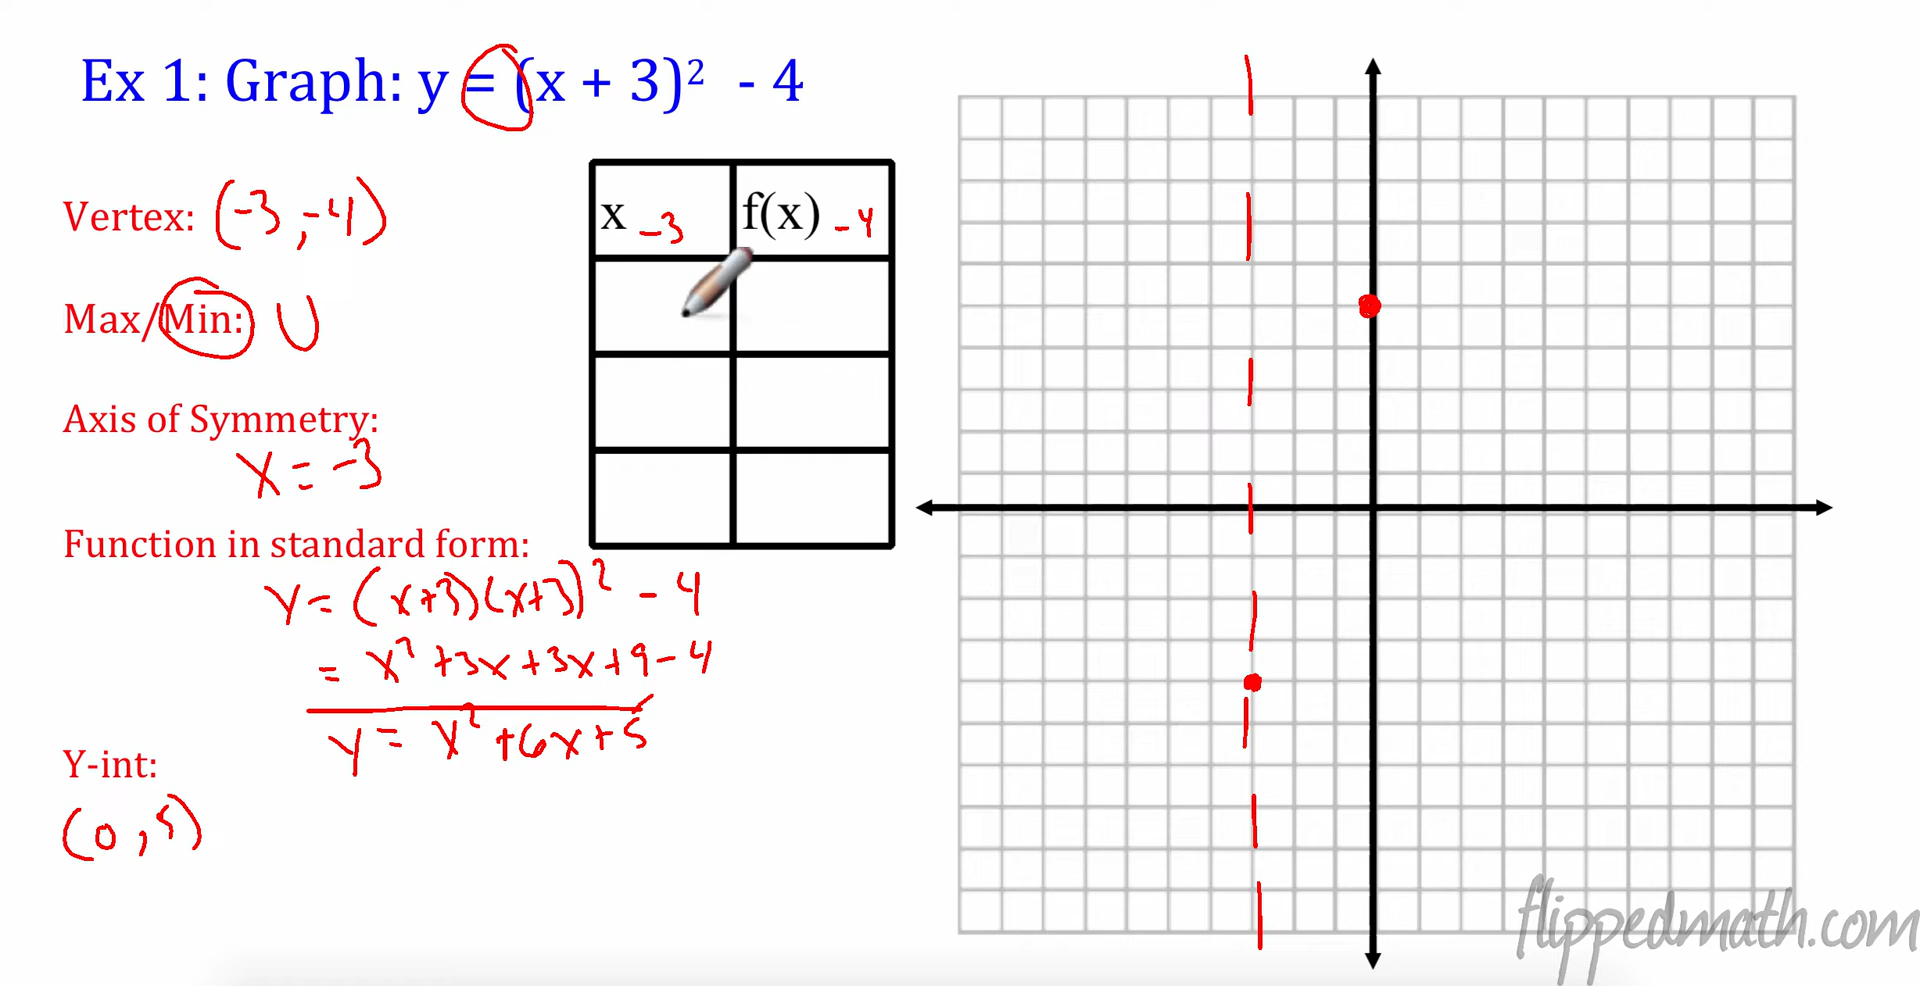 Ex 1: Graph: y = (x + 3)² - 4
Vertex: (-3, -4)
Max/Min: U
Axis of Symmetry:
x = -3
Function in standard form:
y = (x+3)(x+3)² - 4
= x² + 3x + 3x + 9 - 4
y = x² + 6x + 5
Y-int:
(0, 5)
x -3 f(x) -4
flippedmath.com